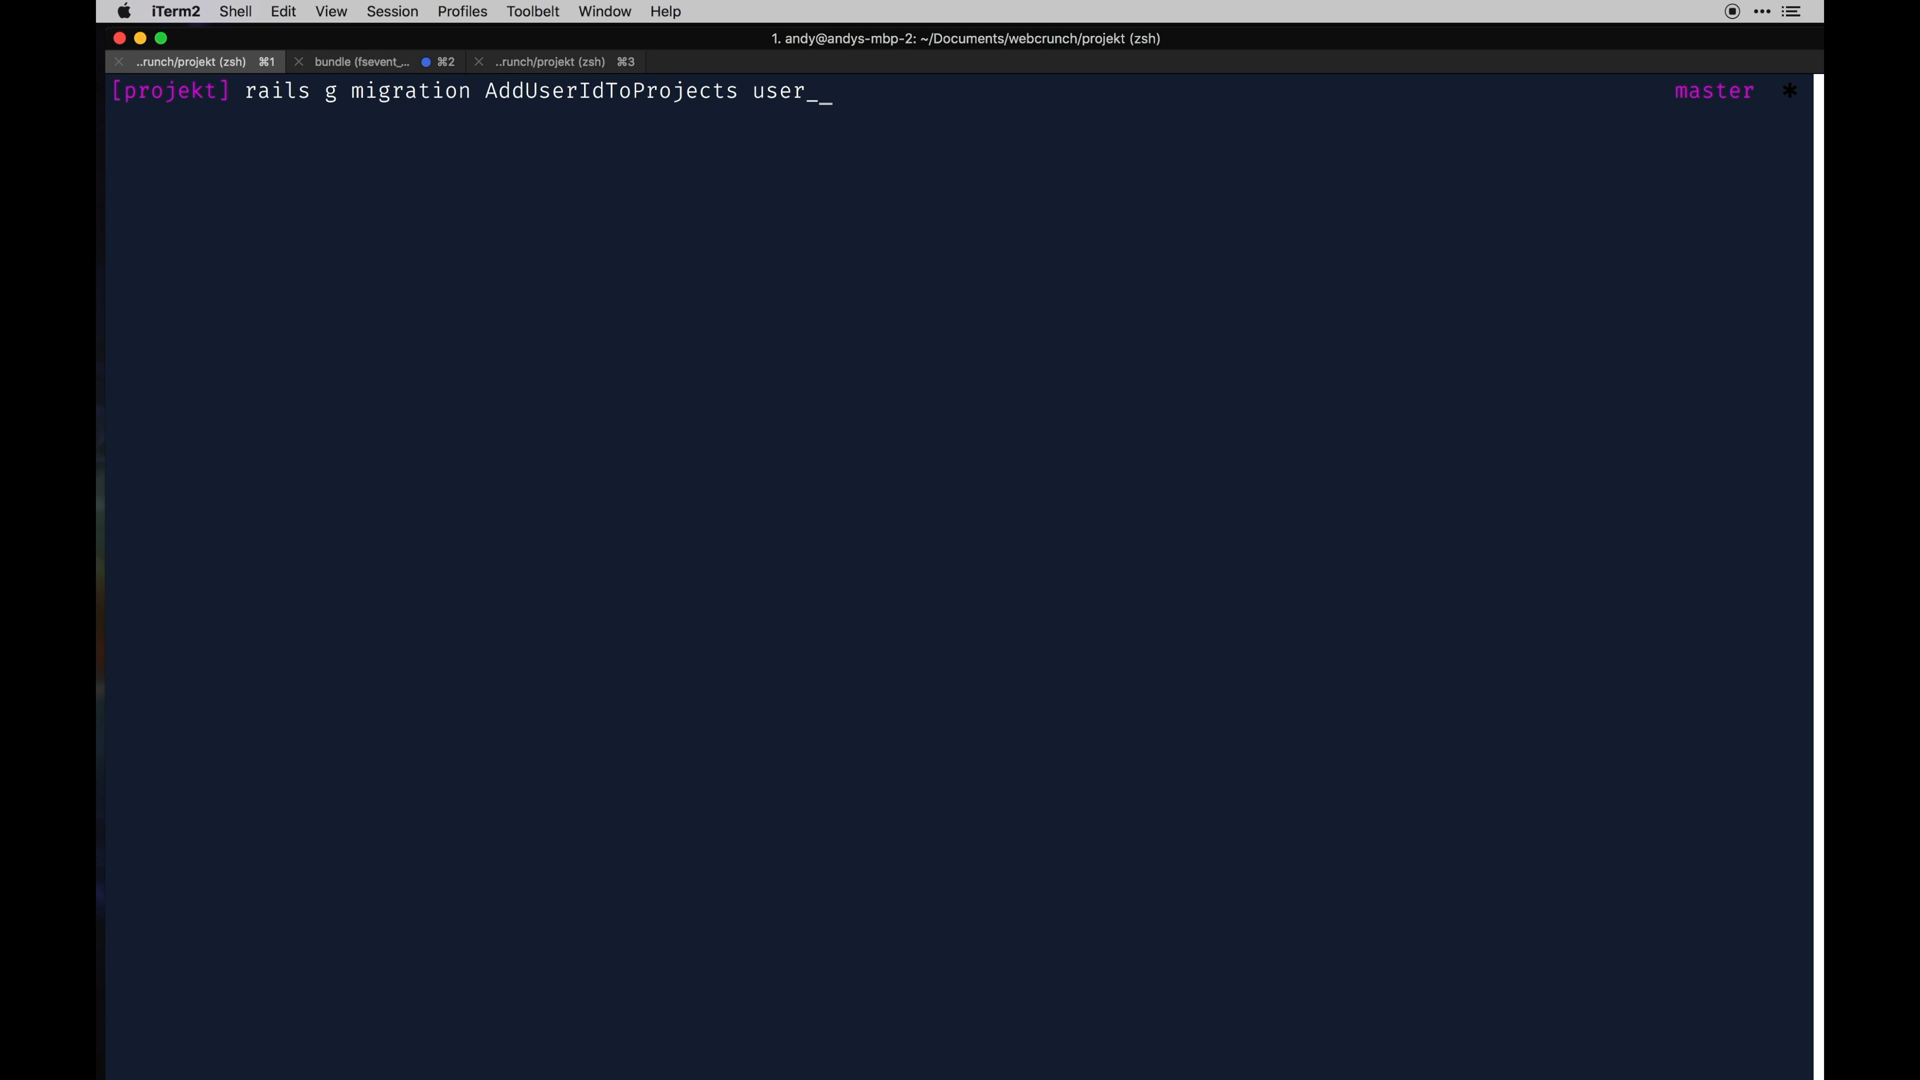 iTerm2 Shell Edit View Session Profiles Toolbelt Window Help
1. andy@andys-mbp-2: ~/Documents/webcrunch/projekt (zsh)
..runch/projekt (zsh) ⌘1 bundle (fsevent_... ⌘2 ..runch/projekt (zsh) ⌘3
[projekt] rails g migration AddUserIdToProjects user_ master *